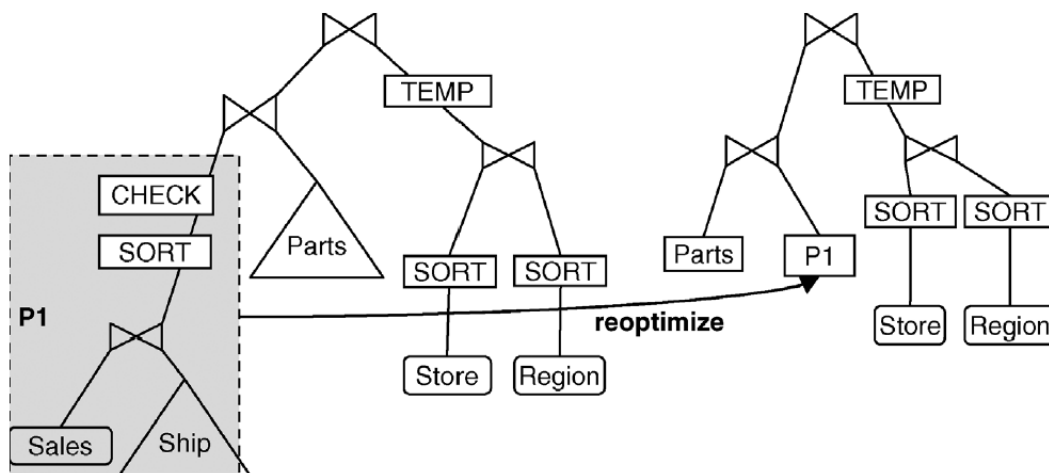 TEMP
TEMP
CHECK
SORT
SORT
SORT
Parts
Parts
P1
SORT
SORT
P1
reoptimize
Store
Region
Store
Region
Sales
Ship